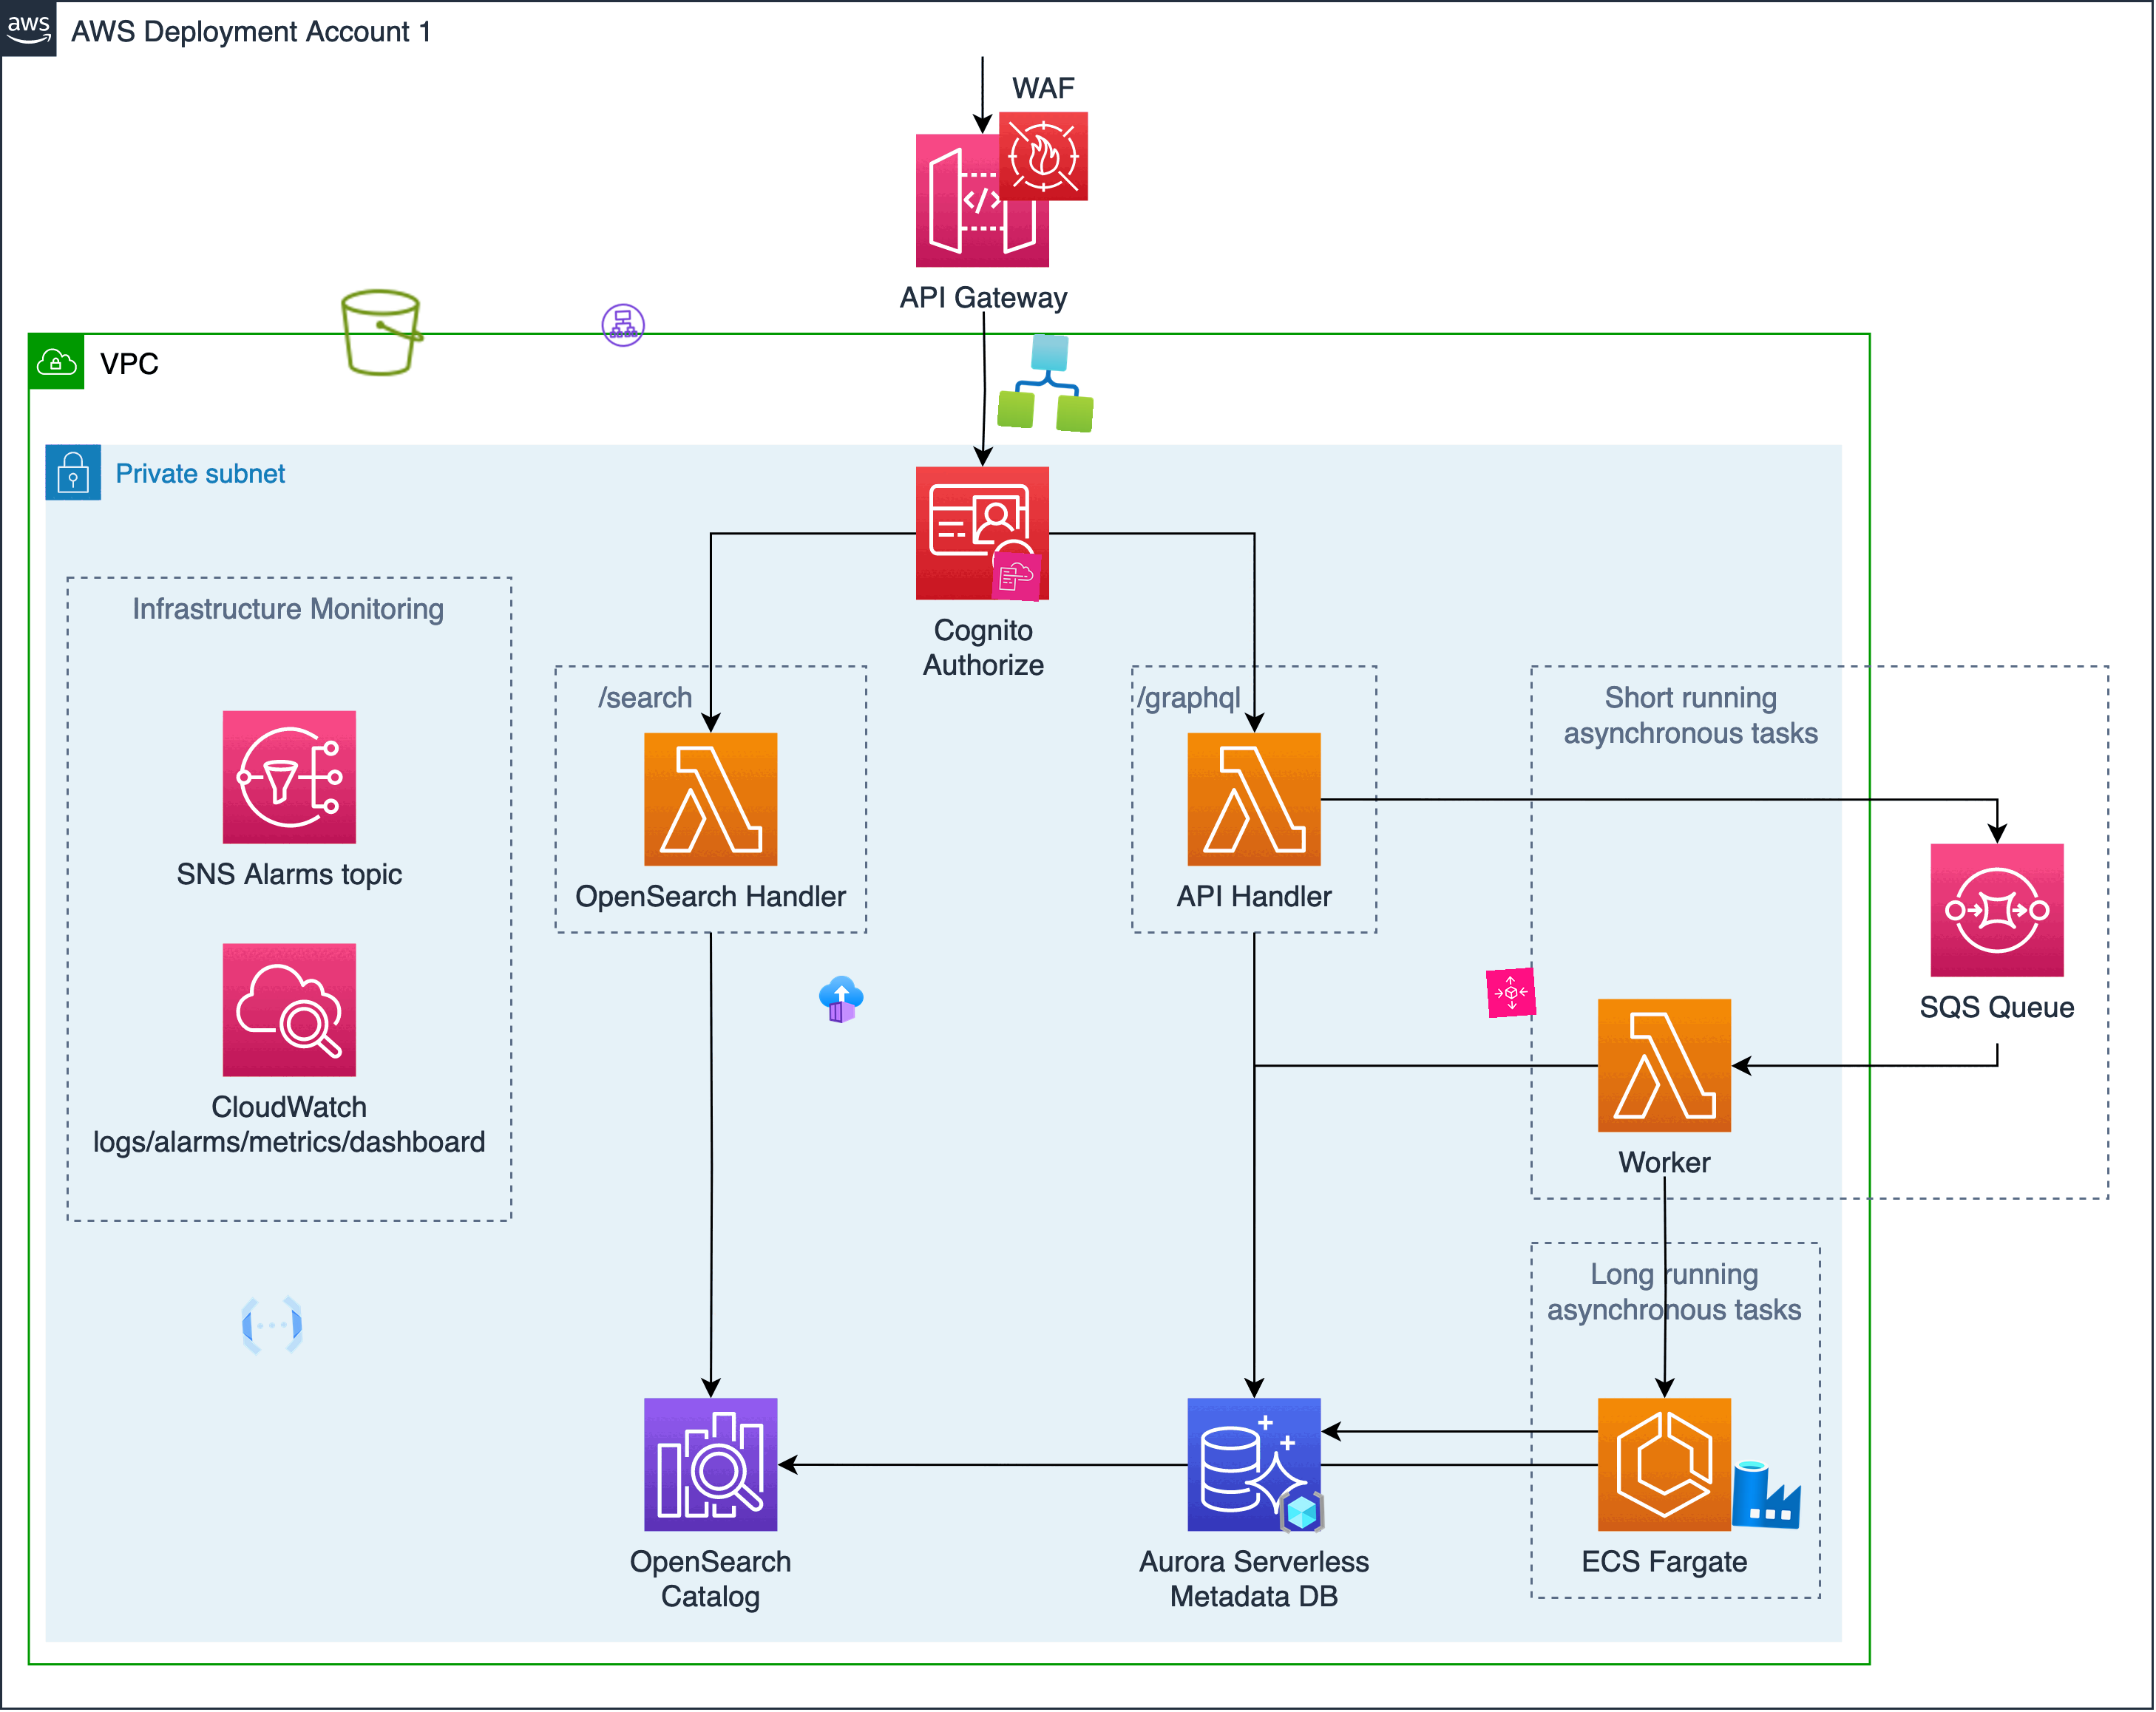 aws
AWS Deployment Account 1
WAF
API Gateway
VPC
Private subnet
Cognito
Authorize
Infrastructure Monitoring
/search
/graphql
Short running
asynchronous tasks
SNS Alarms topic
OpenSearch Handler
API Handler
SQS Queue
CloudWatch
logs/alarms/metrics/dashboard
Worker
Long running
asynchronous tasks
OpenSearch
Catalog
Aurora Serverless
Metadata DB
ECS Fargate